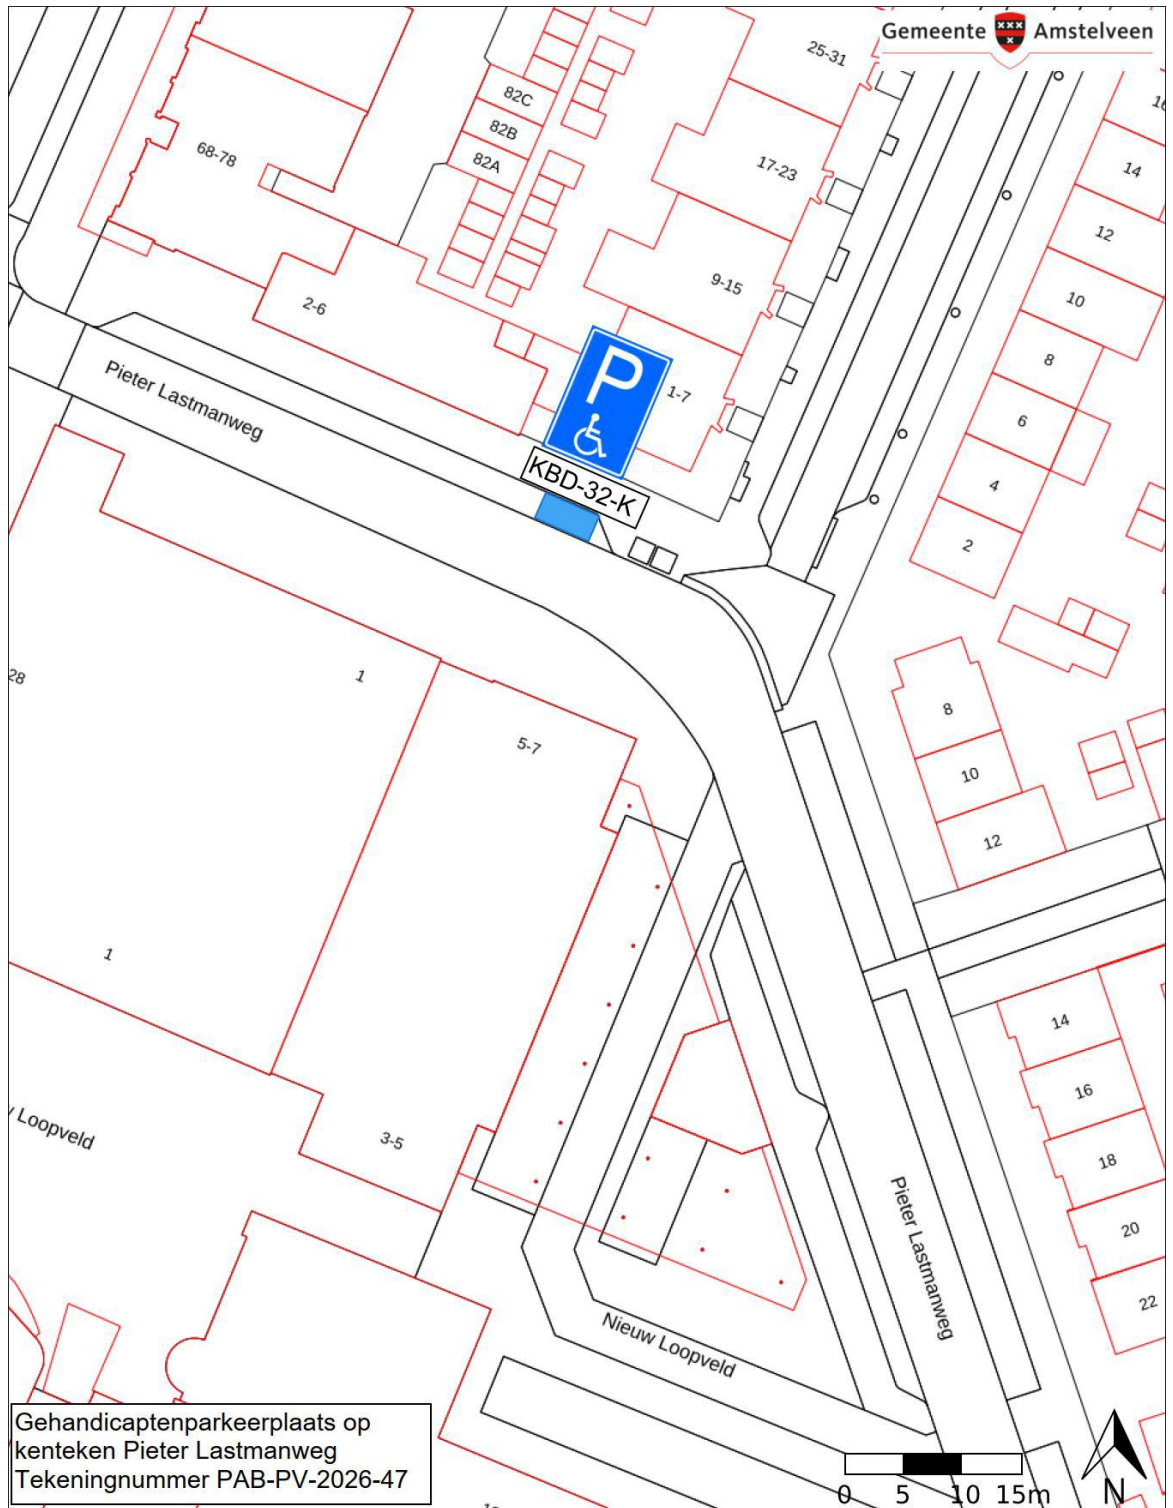 Gemeente Amstelveen
25-31
82C
82B
82A
68-78
17-23
14
12
9-15
10
2-6
8
P
1-7
6
Pieter Lastmanweg
4
KBD-32-K
2
28
1
8
5-7
10
12
1
14
16
Loopveld
3-5
18
20
Pieter Lastmanweg
22
Nieuw Loopveld
Gehandicaptenparkeerplaats op
kenteken Pieter Lastmanweg
Tekeningnummer PAB-PV-2026-47
0 5 10 15m
N